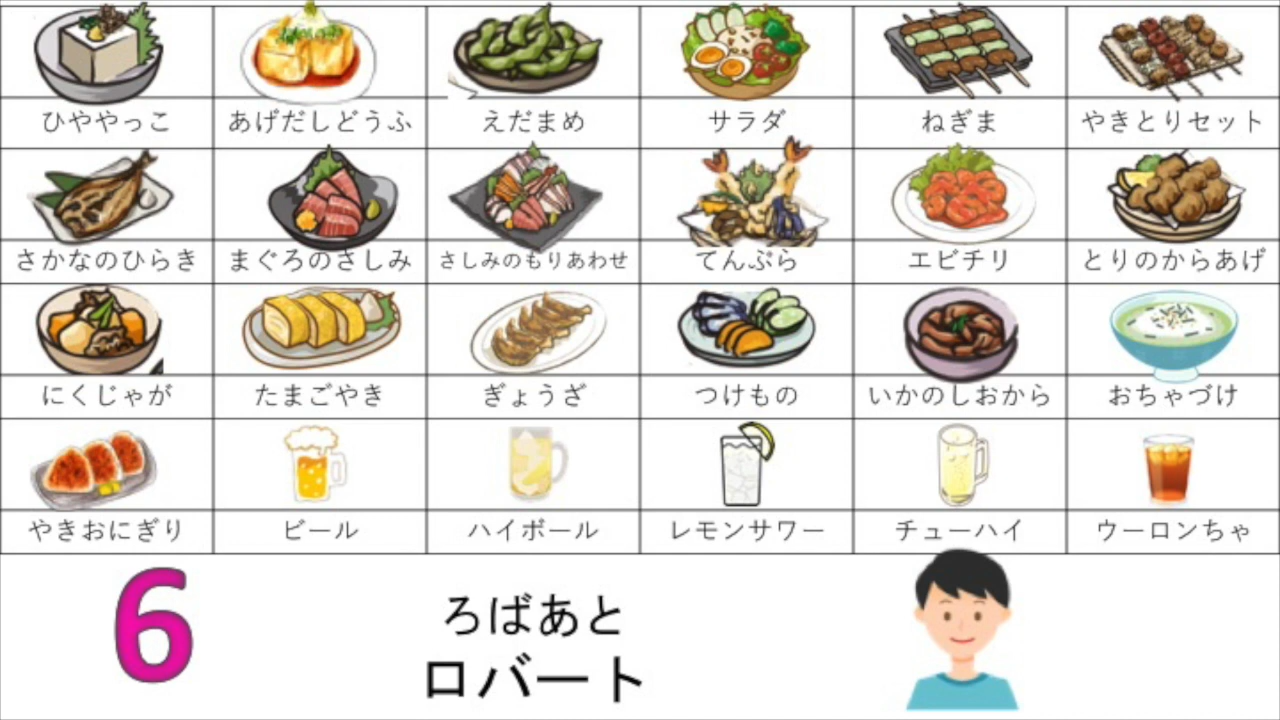 ひややっこ
あげだしどうふ
えだまめ
サラダ
ねぎま
やきとりセット
さかなのひらき
まぐろのさしみ
さしみのもりあわせ
てんぷら
エビチリ
とりのからあげ
にくじゃが
たまごやき
ぎょうざ
つけもの
いかのしおから
おちゃづけ
やきおにぎり
ビール
ハイボール
レモンサワー
チューハイ
ウーロンちゃ
6
ろばあと
ロバート